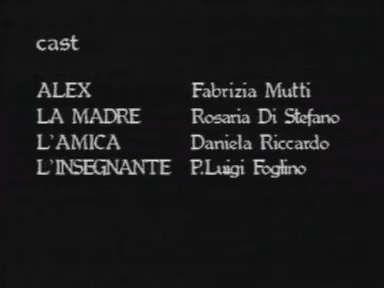 cast
ALEX Fabrizia Mutti
LA MADRE Rosaria Di Stefano
L'AMICA Daniela Riccardo
L'INSEGNANTE P.Luigi Foglino